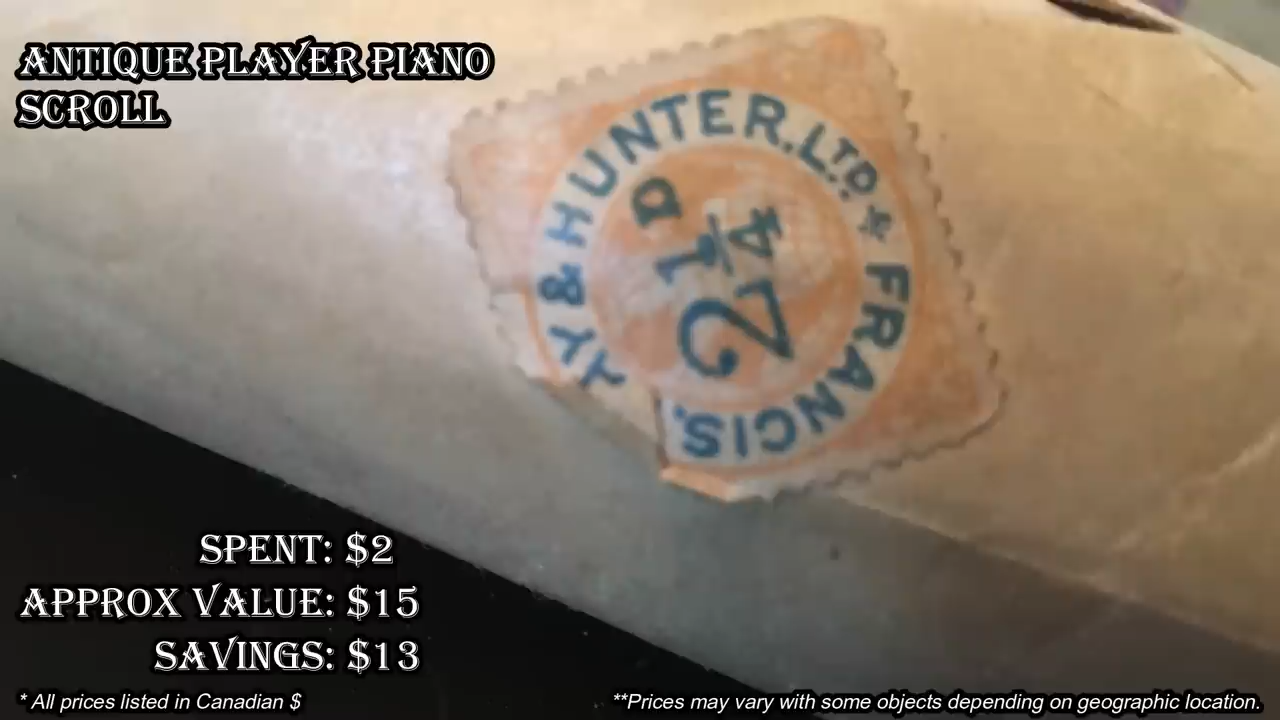 ANTIQUE PLAYER PIANO
SCROLL
AY & HUNTER, LTD. * FRANCIS,
2 1/4 D
SPENT: $2
APPROX VALUE: $15
SAVINGS: $13
* All prices listed in Canadian $
**Prices may vary with some objects depending on geographic location.